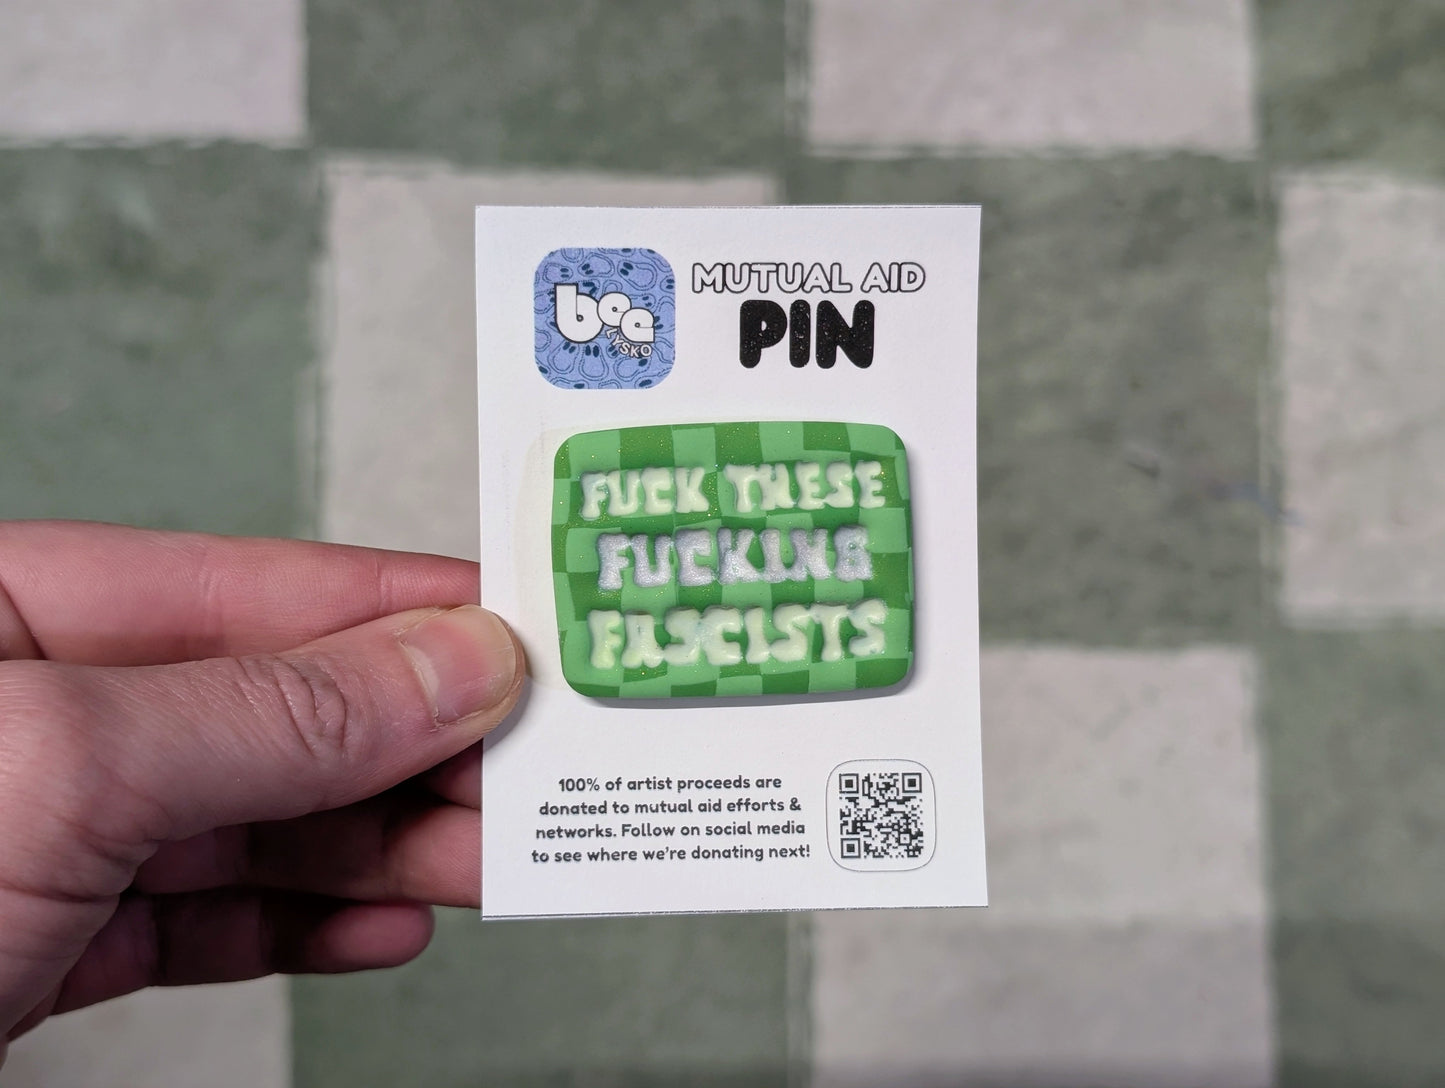 bee
LYSKO
MUTUAL AID
PIN
FUCK THESE
FUCKING
FASCISTS
100% of artist proceeds are
donated to mutual aid efforts &
networks. Follow on social media
to see where we're donating next!